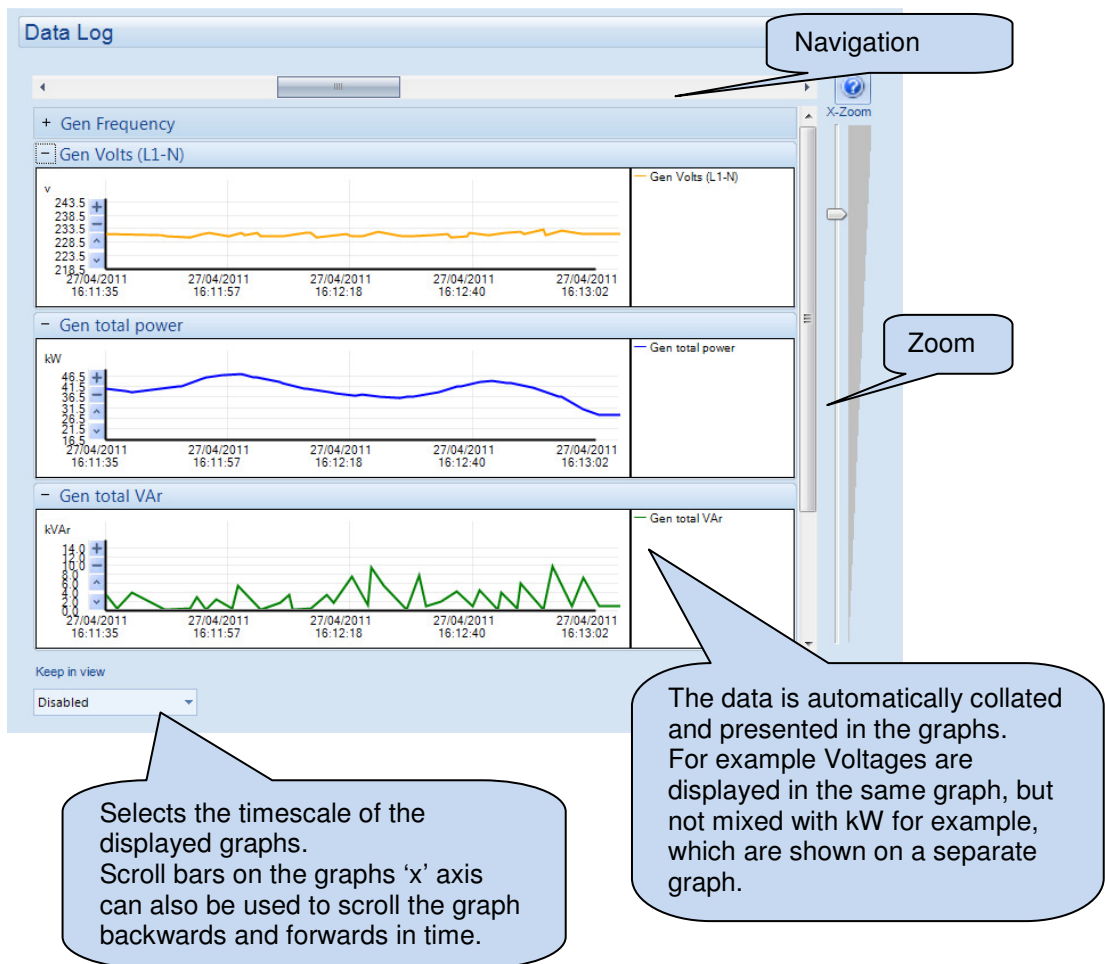 Data Log
Navigation
X-Zoom
+ Gen Frequency
− Gen Volts (L1-N)
v
Gen Volts (L1-N)
243.5
238.5
233.5
228.5
223.5
218.5
27/04/2011 27/04/2011 27/04/2011 27/04/2011 27/04/2011
16:11:35 16:11:57 16:12:18 16:12:40 16:13:02
− Gen total power
kW
Gen total power
46.5
41.5
36.5
31.5
26.5
21.5
16.5
27/04/2011 27/04/2011 27/04/2011 27/04/2011 27/04/2011
16:11:35 16:11:57 16:12:18 16:12:40 16:13:02
Zoom
− Gen total VAr
kVAr
Gen total VAr
14.0
12.0
10.0
8.0
6.0
4.0
2.0
0.0
27/04/2011 27/04/2011 27/04/2011 27/04/2011 27/04/2011
16:11:35 16:11:57 16:12:18 16:12:40 16:13:02
Keep in view
Disabled
The data is automatically collated
and presented in the graphs.
For example Voltages are
displayed in the same graph, but
not mixed with kW for example,
which are shown on a separate
graph.
Selects the timescale of the
displayed graphs.
Scroll bars on the graphs ‘x’ axis
can also be used to scroll the graph
backwards and forwards in time.